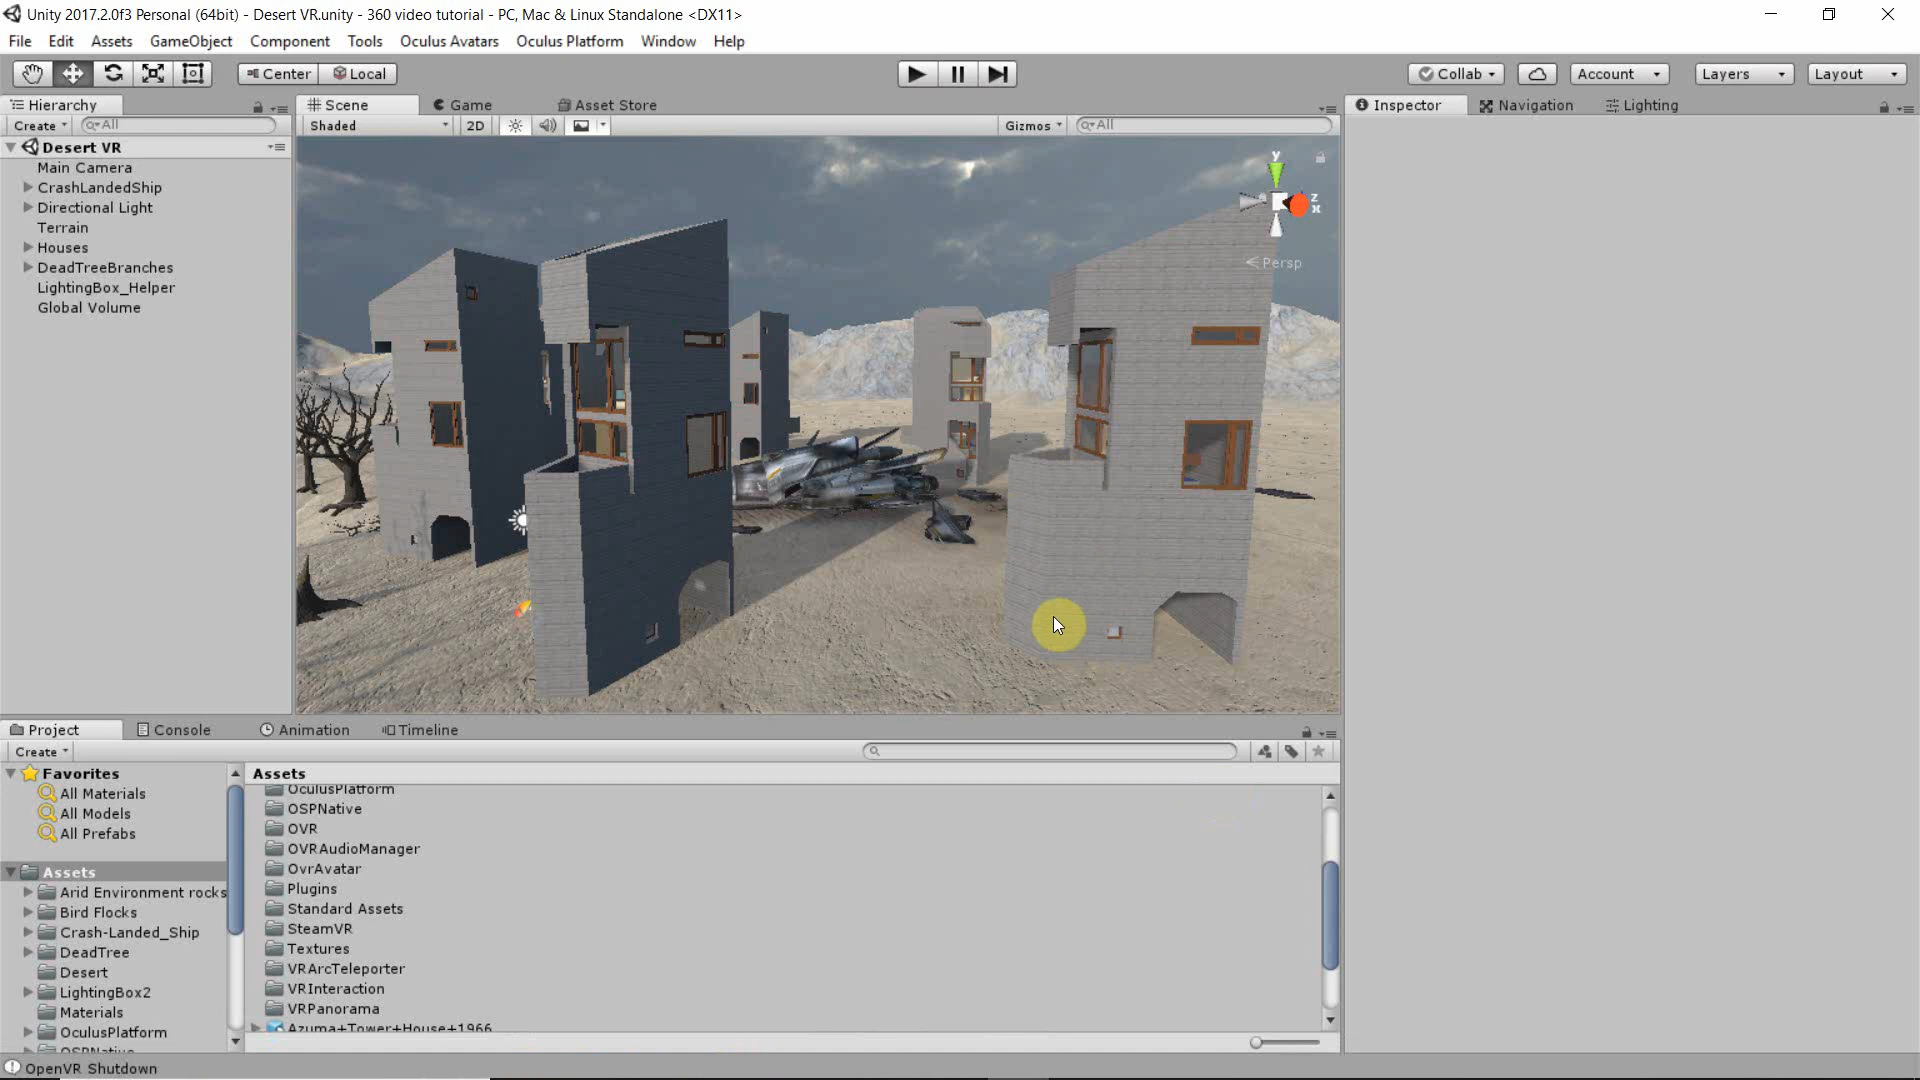 Unity 2017.2.0f3 Personal (64bit) - Desert VR.unity - 360 video tutorial - PC, Mac & Linux Standalone <DX11>
File Edit Assets GameObject Component Tools Oculus Avatars Oculus Platform Window Help
Center Local Collab Account Layers Layout
Hierarchy
Create All
Desert VR
Main Camera
CrashLandedShip
Directional Light
Terrain
Houses
DeadTreeBranches
LightingBox_Helper
Global Volume
Scene Game Asset Store
Shaded 2D Gizmos All
y
z
x
Persp
Inspector Navigation Lighting
Project Console Animation Timeline
Create
Favorites
All Materials
All Models
All Prefabs
Assets
Arid Environment rocks
Bird Flocks
Crash-Landed_Ship
DeadTree
Desert
LightingBox2
Materials
OculusPlatform
OSPNative
Assets
OculusPlatform
OSPNative
OVR
OVRAudioManager
OvrAvatar
Plugins
Standard Assets
SteamVR
Textures
VRArcTeleporter
VRInteraction
VRPanorama
Azuma+Tower+House+1966
OpenVR Shutdown